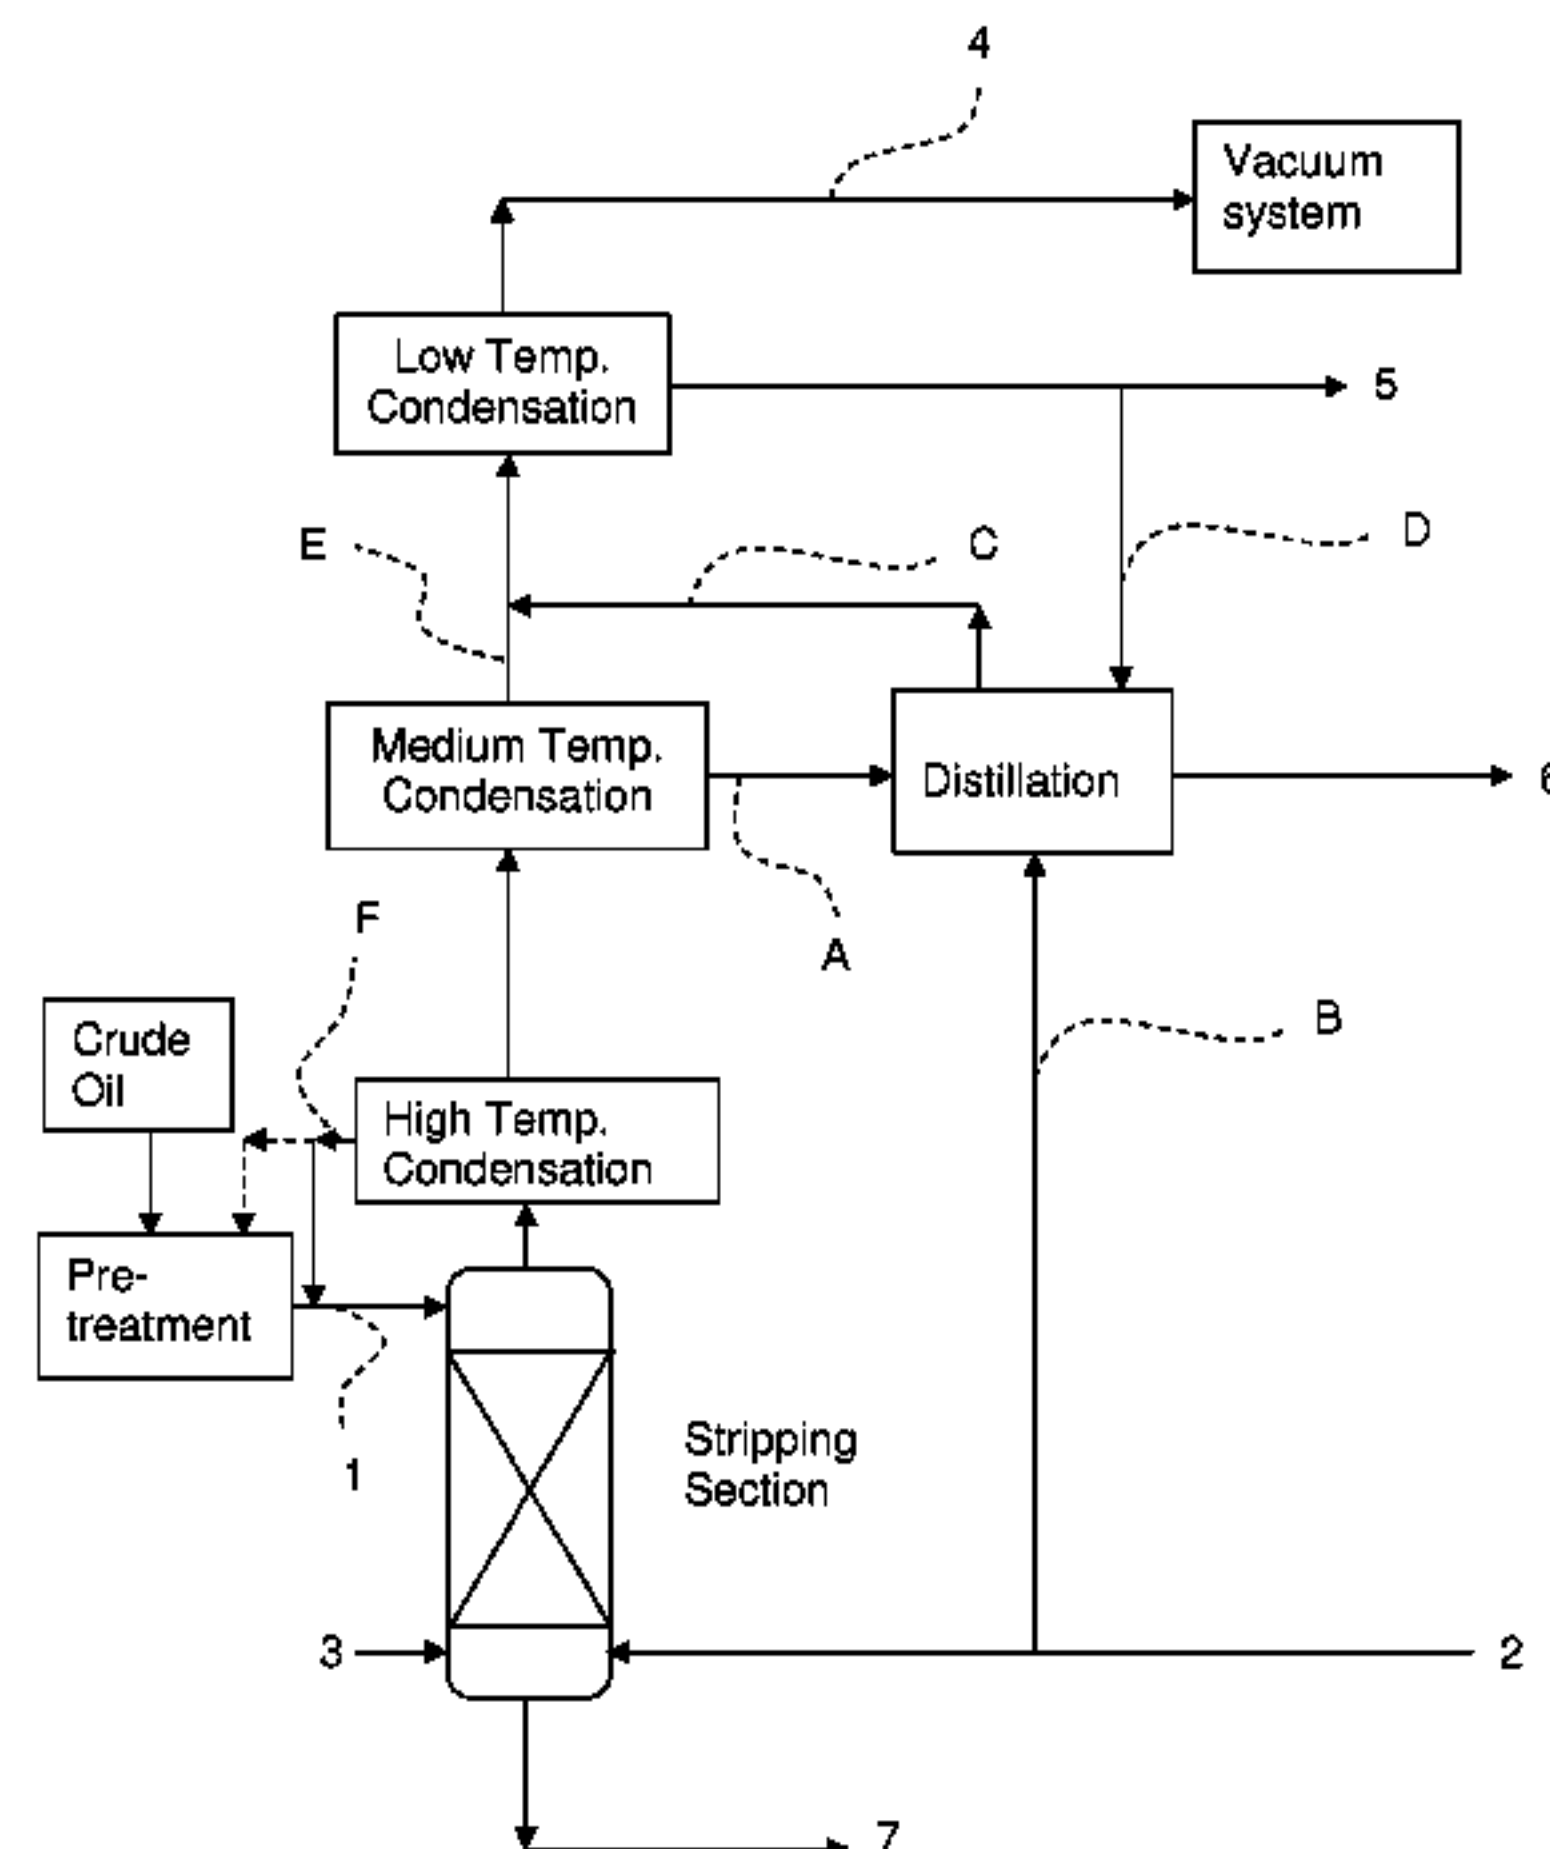 4
Vacuum
system
Low Temp.
Condensation
5
E
C
D
Medium Temp.
Condensation
Distillation
6
F
A
B
Crude
Oil
High Temp.
Condensation
Pre-
treatment
1
Stripping
Section
3
2
7